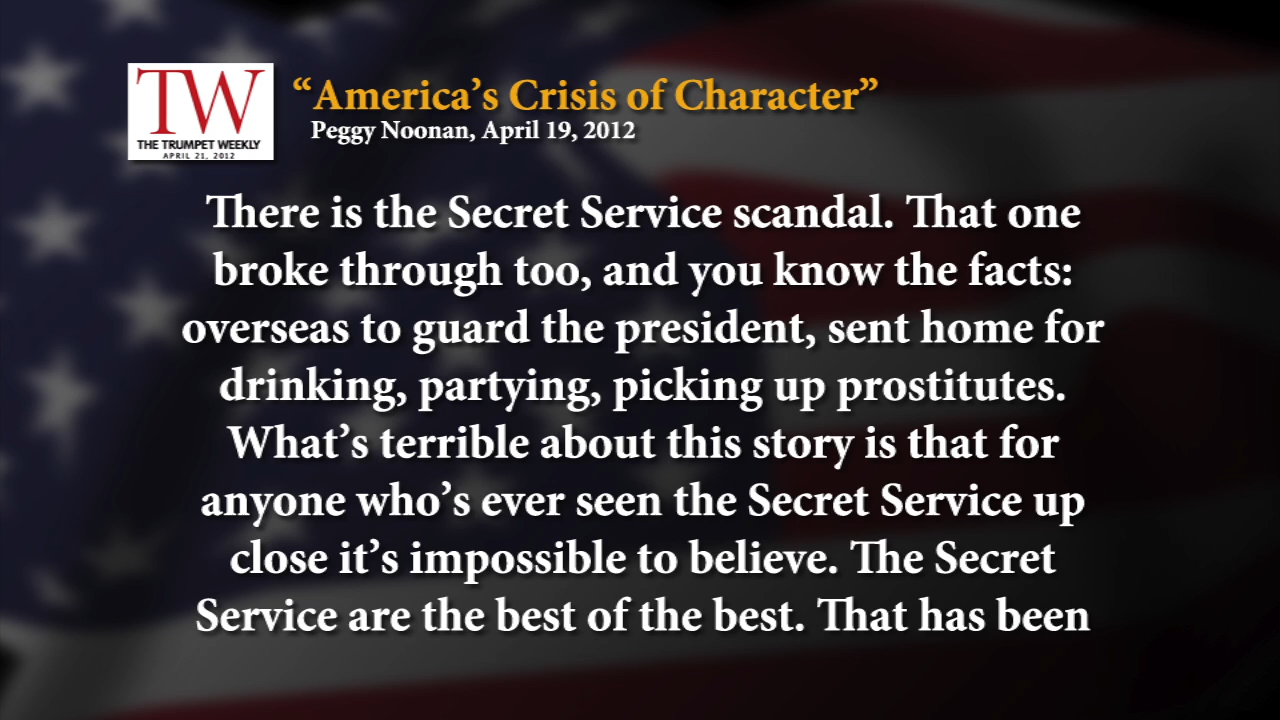 TW
THE TRUMPET WEEKLY
APRIL 21, 2012
“America’s Crisis of Character”
Peggy Noonan, April 19, 2012
There is the Secret Service scandal. That one
broke through too, and you know the facts:
overseas to guard the president, sent home for
drinking, partying, picking up prostitutes.
What’s terrible about this story is that for
anyone who’s ever seen the Secret Service up
close it’s impossible to believe. The Secret
Service are the best of the best. That has been